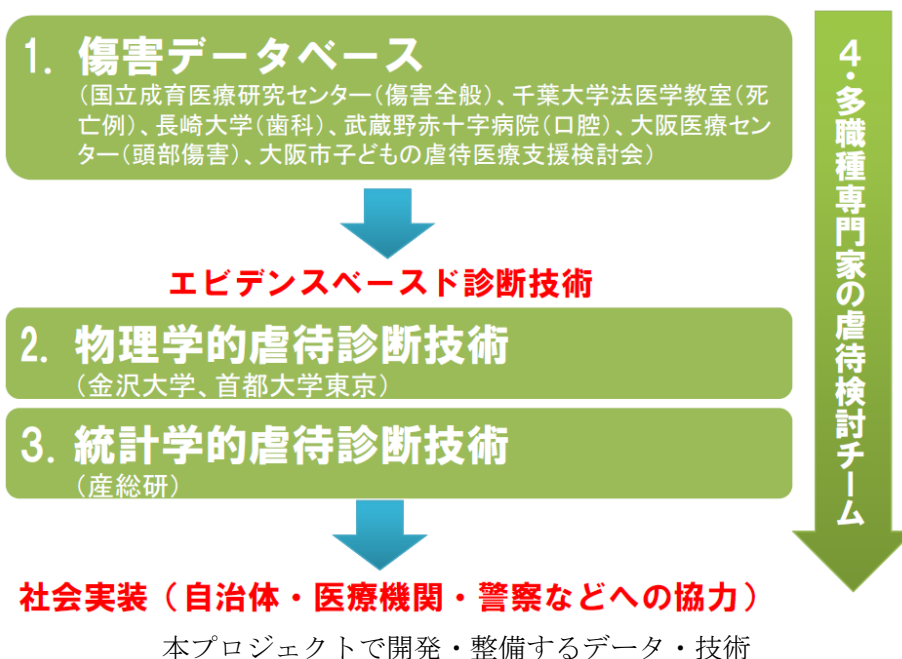 1. 傷害データベース
(国立成育医療研究センター(傷害全般)、千葉大学法医学教室(死
亡例)、長崎大学(歯科)、武蔵野赤十字病院(口腔)、大阪医療セン
ター(頭部傷害)、大阪市子どもの虐待医療支援検討会)
エビデンスベースド診断技術
2. 物理学的虐待診断技術
(金沢大学、首都大学東京)
3. 統計学的虐待診断技術
(産総研)
社会実装(自治体・医療機関・警察などへの協力)
4・多職種専門家の虐待検討チーム
本プロジェクトで開発・整備するデータ・技術